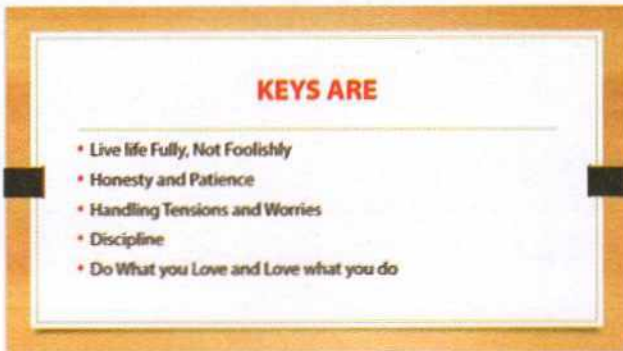 KEYS ARE
• Live life Fully, Not Foolishly
• Honesty and Patience
• Handling Tensions and Worries
• Discipline
• Do What you Love and Love what you do